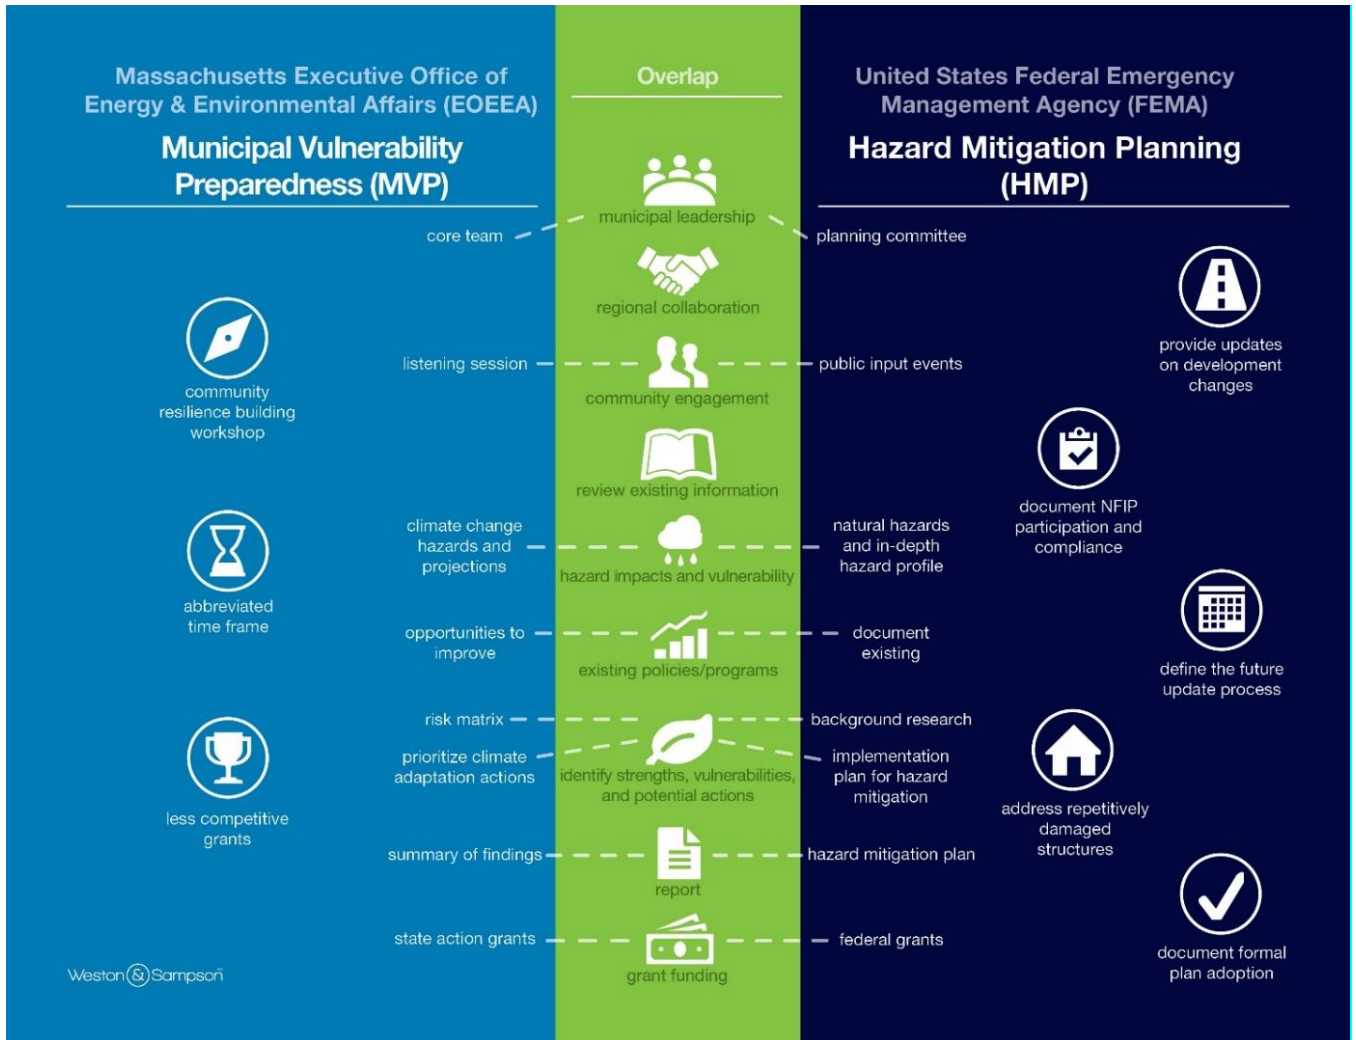 Massachusetts Executive Office of
Energy & Environmental Affairs (EOEEA)
Municipal Vulnerability
Preparedness (MVP)
core team
community
resilience building
workshop
listening session
climate change
hazards and
projections
abbreviated
time frame
opportunities to
improve
risk matrix
prioritize climate
adaptation actions
less competitive
grants
summary of findings
state action grants
Weston & Sampson
Overlap
municipal leadership
regional collaboration
community engagement
review existing information
hazard impacts and vulnerability
existing policies/programs
identify strengths, vulnerabilities,
and potential actions
report
grant funding
United States Federal Emergency
Management Agency (FEMA)
Hazard Mitigation Planning
(HMP)
planning committee
public input events
natural hazards
and in-depth
hazard profile
document
existing
background research
implementation
plan for hazard
mitigation
hazard mitigation plan
federal grants
provide updates
on development
changes
document NFIP
participation and
compliance
define the future
update process
address repetitively
damaged
structures
document formal
plan adoption